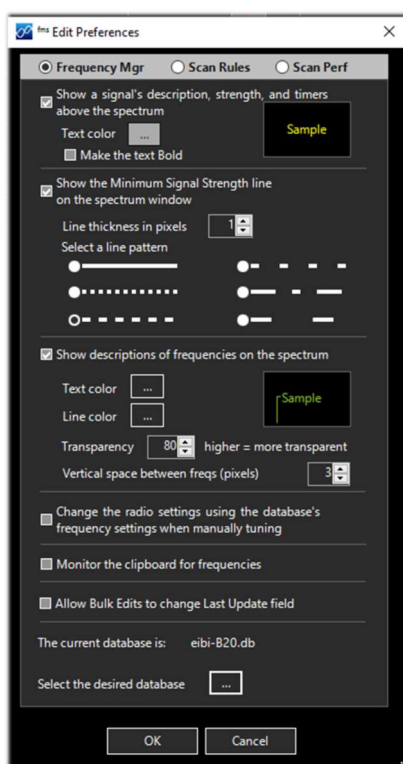 fms Edit Preferences
Frequency Mgr Scan Rules Scan Perf
Show a signal's description, strength, and timers
above the spectrum
Text color ...
Sample
Make the text Bold
Show the Minimum Signal Strength line
on the spectrum window
Line thickness in pixels 1
Select a line pattern
Show descriptions of frequencies on the spectrum
Text color ...
Sample
Line color ...
Transparency 80 higher = more transparent
Vertical space between freqs (pixels) 3
Change the radio settings using the database's
frequency settings when manually tuning
Monitor the clipboard for frequencies
Allow Bulk Edits to change Last Update field
The current database is: eibi-B20.db
Select the desired database ...
OK Cancel